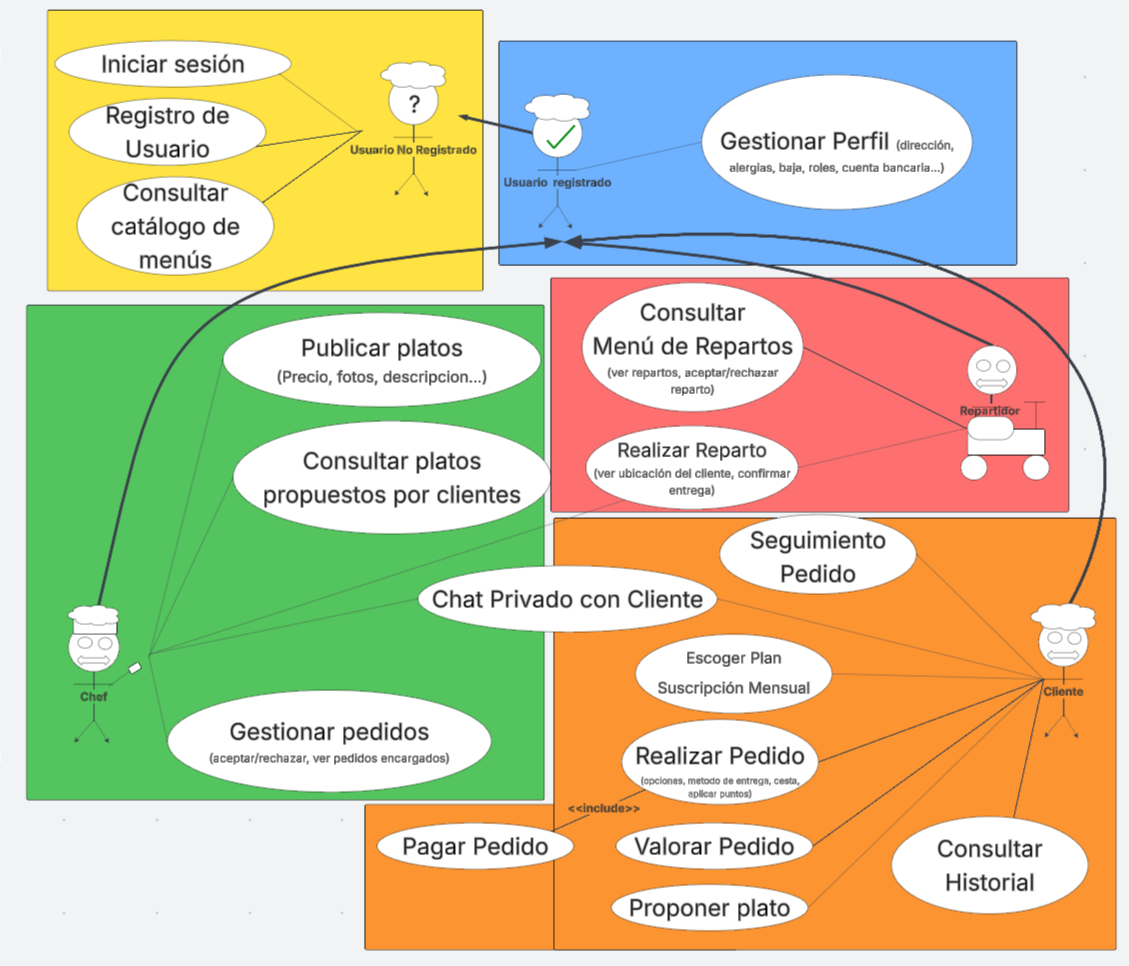 Iniciar sesión
Registro de
Usuario
Consultar
catálogo de
menús
?
Usuario No Registrado
Usuario registrado
Gestionar Perfil (dirección,
alergias, baja, roles, cuenta bancaria...)
Publicar platos
(Precio, fotos, descripcion...)
Consultar platos
propuestos por clientes
Chef
Gestionar pedidos
(aceptar/rechazar, ver pedidos encargados)
Consultar
Menú de Repartos
(ver repartos, aceptar/rechazar
reparto)
Realizar Reparto
(ver ubicación del cliente, confirmar
entrega)
Repartidor
Seguimiento
Pedido
Chat Privado con Cliente
Escoger Plan
Suscripción Mensual
Cliente
Realizar Pedido
(opciones, metodo de entrega, cesta,
aplicar puntos)
<<include>>
Pagar Pedido
Valorar Pedido
Proponer plato
Consultar
Historial